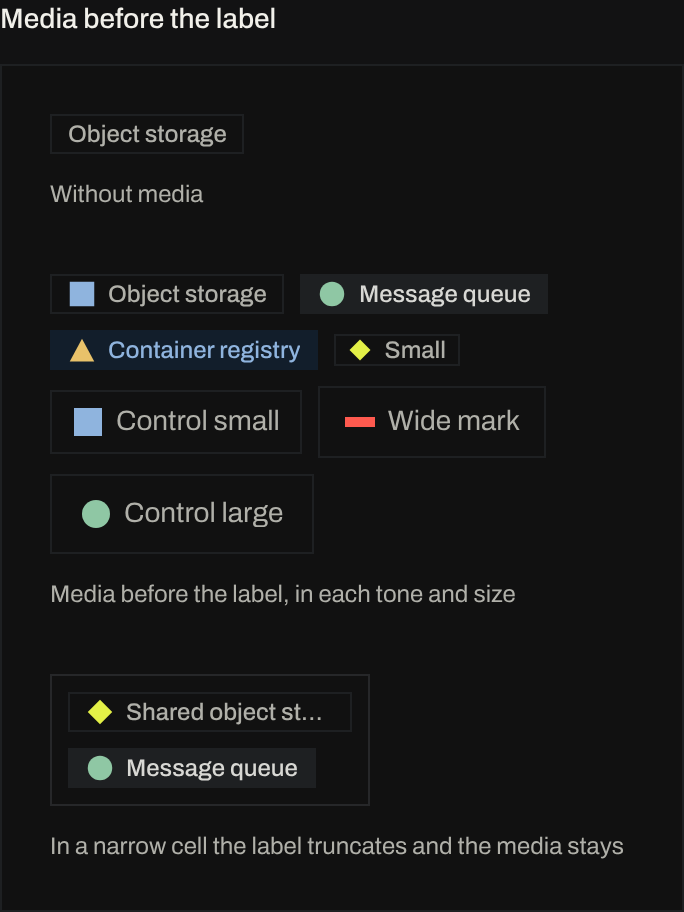 Media before the label
Object storage
Without media
Object storage
Message queue
Container registry
Small
Control small
Wide mark
Control large
Media before the label, in each tone and size
Shared object st...
Message queue
In a narrow cell the label truncates and the media stays